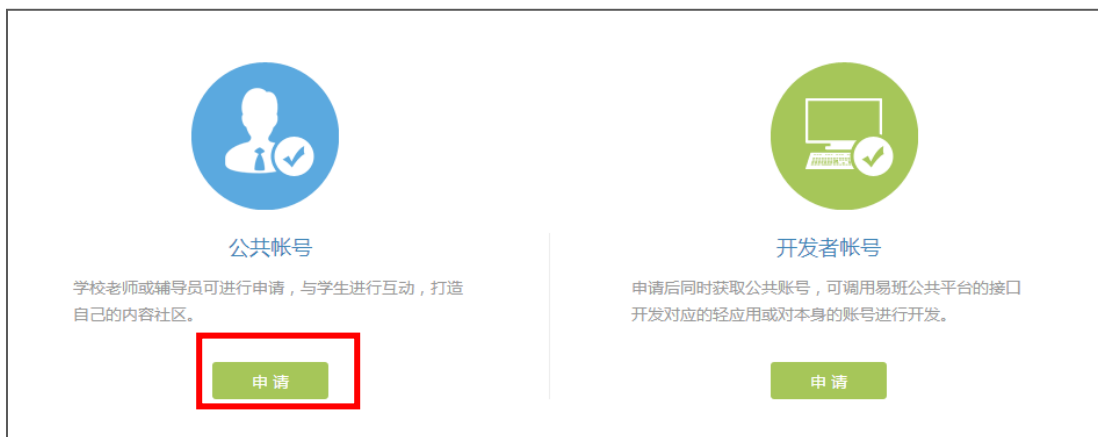 公共帐号
学校老师或辅导员可进行申请，与学生进行互动，打造
自己的内容社区。
申请
开发者帐号
申请后同时获取公共账号，可调用易班公共平台的接口
开发对应的轻应用或对本身的账号进行开发。
申请